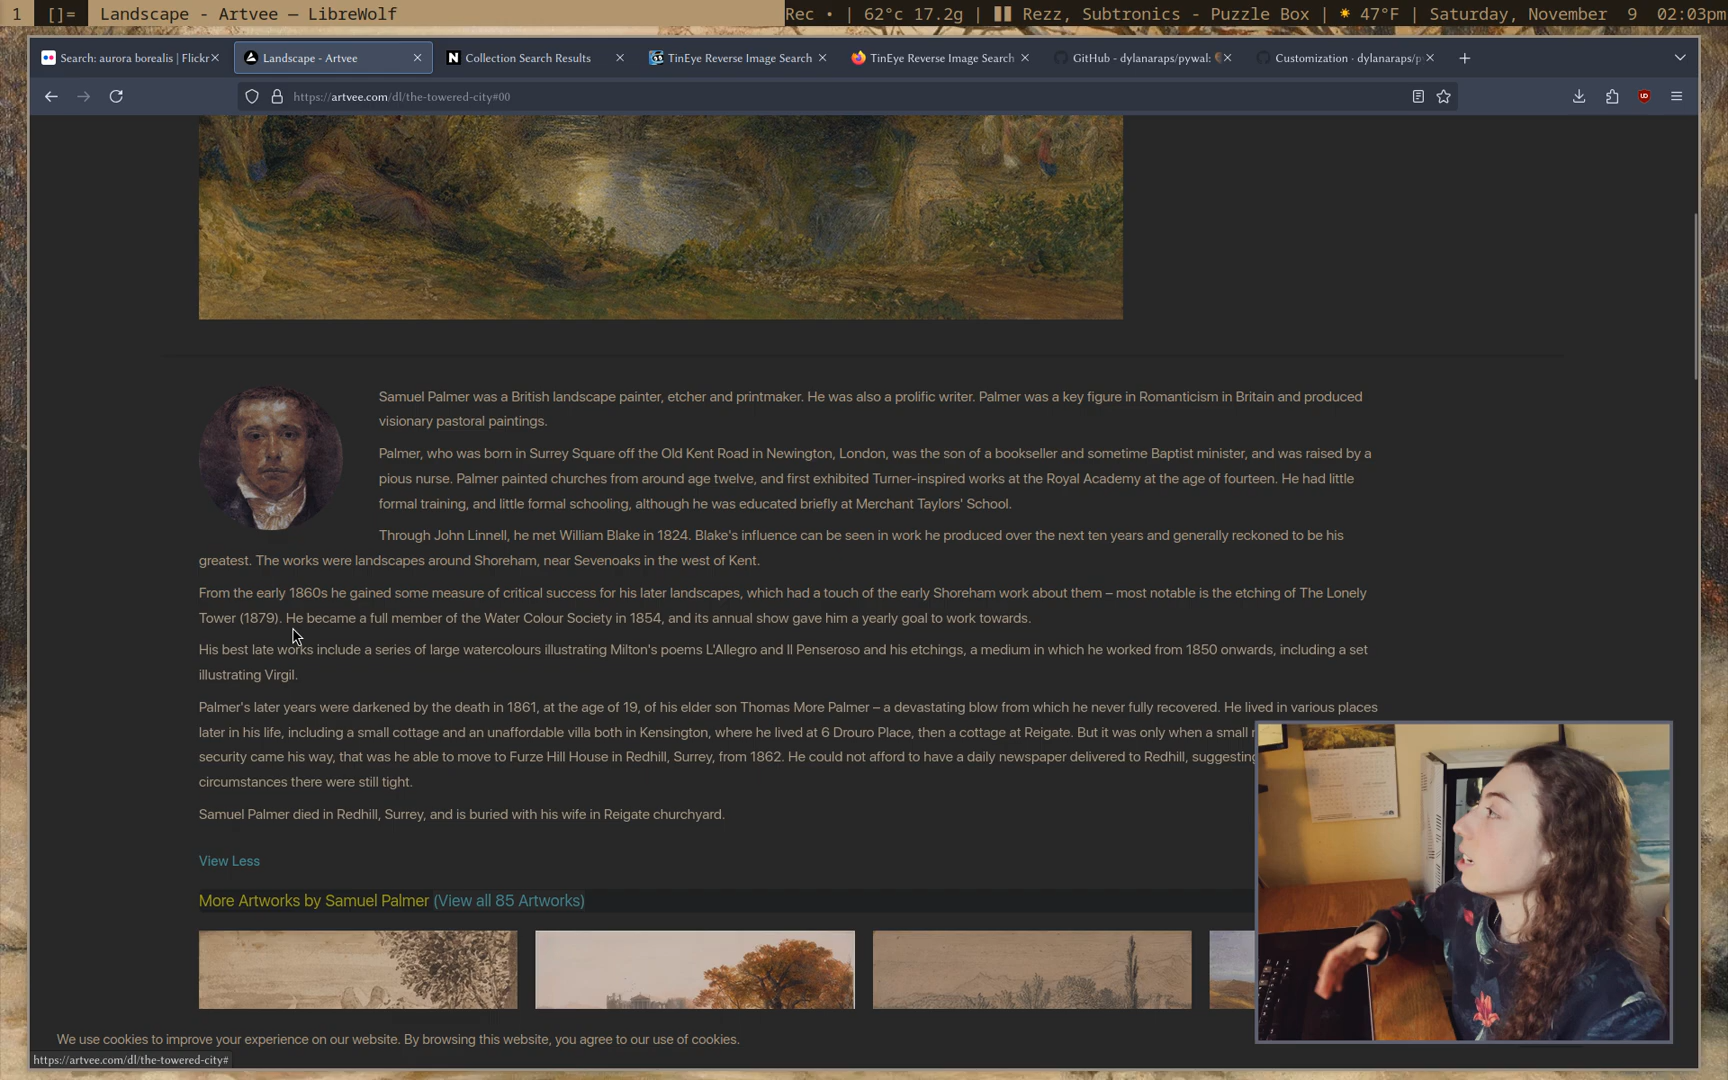 1 []= Landscape - Artvee — LibreWolf Rec • | 62°c 17.2g | Rezz, Subtronics - Puzzle Box | 47°F | Saturday, November 9 02:03pm
Search: aurora borealis | Flickr Landscape - Artvee Collection Search Results TinEye Reverse Image Search TinEye Reverse Image Search GitHub - dylanaraps/pywal: Customization · dylanaraps/p
https://artvee.com/dl/the-towered-city#00
Samuel Palmer was a British landscape painter, etcher and printmaker. He was also a prolific writer. Palmer was a key figure in Romanticism in Britain and produced
visionary pastoral paintings.
Palmer, who was born in Surrey Square off the Old Kent Road in Newington, London, was the son of a bookseller and sometime Baptist minister, and was raised by a
pious nurse. Palmer painted churches from around age twelve, and first exhibited Turner-inspired works at the Royal Academy at the age of fourteen. He had little
formal training, and little formal schooling, although he was educated briefly at Merchant Taylors' School.
Through John Linnell, he met William Blake in 1824. Blake's influence can be seen in work he produced over the next ten years and generally reckoned to be his
greatest. The works were landscapes around Shoreham, near Sevenoaks in the west of Kent.
From the early 1860s he gained some measure of critical success for his later landscapes, which had a touch of the early Shoreham work about them – most notable is the etching of The Lonely
Tower (1879). He became a full member of the Water Colour Society in 1854, and its annual show gave him a yearly goal to work towards.
His best late works include a series of large watercolours illustrating Milton's poems L'Allegro and Il Penseroso and his etchings, a medium in which he worked from 1850 onwards, including a set
illustrating Virgil.
Palmer's later years were darkened by the death in 1861, at the age of 19, of his elder son Thomas More Palmer – a devastating blow from which he never fully recovered. He lived in various places
later in his life, including a small cottage and an unaffordable villa both in Kensington, where he lived at 6 Drouro Place, then a cottage at Reigate. But it was only when a small
security came his way, that was he able to move to Furze Hill House in Redhill, Surrey, from 1862. He could not afford to have a daily newspaper delivered to Redhill, suggesting
circumstances there were still tight.
Samuel Palmer died in Redhill, Surrey, and is buried with his wife in Reigate churchyard.
View Less
More Artworks by Samuel Palmer (View all 85 Artworks)
We use cookies to improve your experience on our website. By browsing this website, you agree to our use of cookies.
https://artvee.com/dl/the-towered-city#